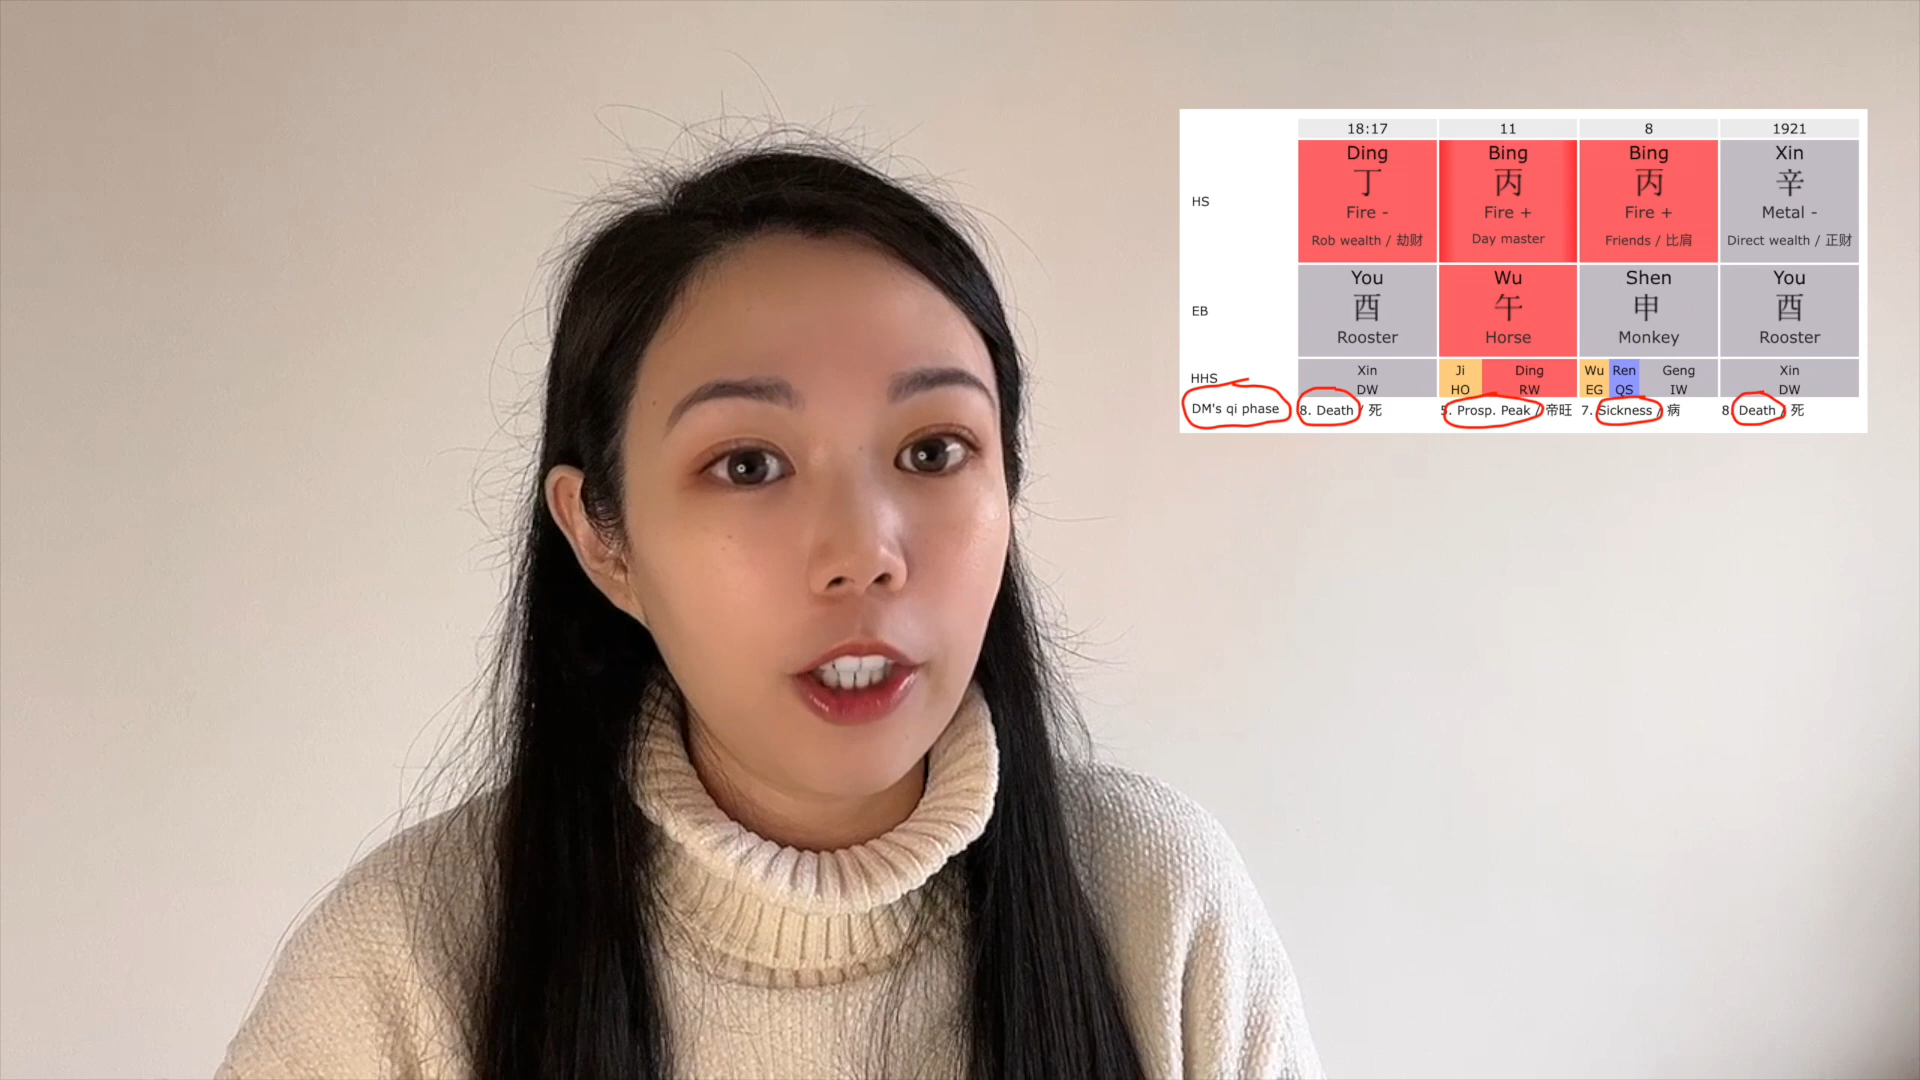 18:17 11 8 1921
HS Ding Bing Bing Xin
丁 丙 丙 辛
Fire - Fire + Fire + Metal -
Rob wealth / 劫财 Day master Friends / 比肩 Direct wealth / 正财
EB You Wu Shen You
酉 午 申 酉
Rooster Horse Monkey Rooster
HHS Xin Ji Ding Wu Ren Geng Xin
DW HO RW EG QS IW DW
DM's qi phase 8. Death / 死 5. Prosp. Peak / 帝旺 7. Sickness / 病 8 Death / 死